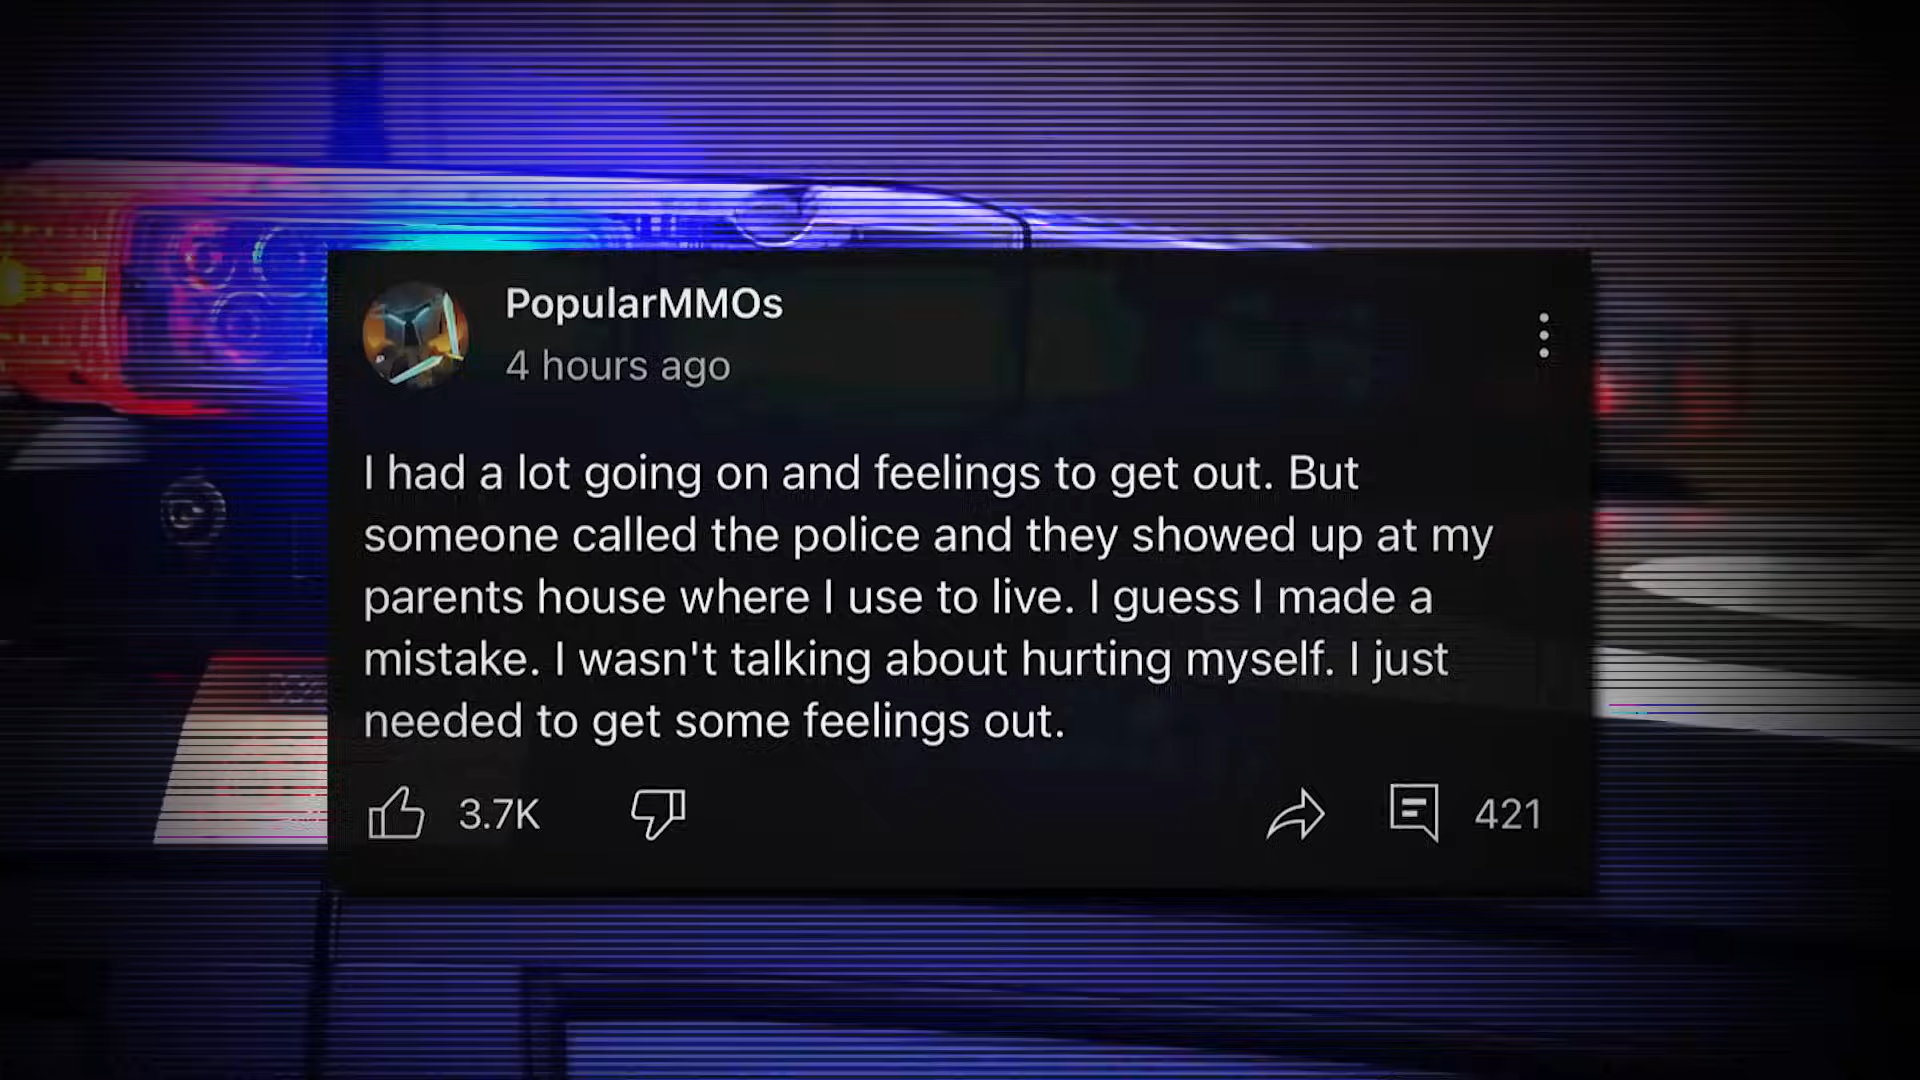 PopularMMOs
4 hours ago
I had a lot going on and feelings to get out. But
someone called the police and they showed up at my
parents house where I use to live. I guess I made a
mistake. I wasn't talking about hurting myself. I just
needed to get some feelings out.
3.7K
421